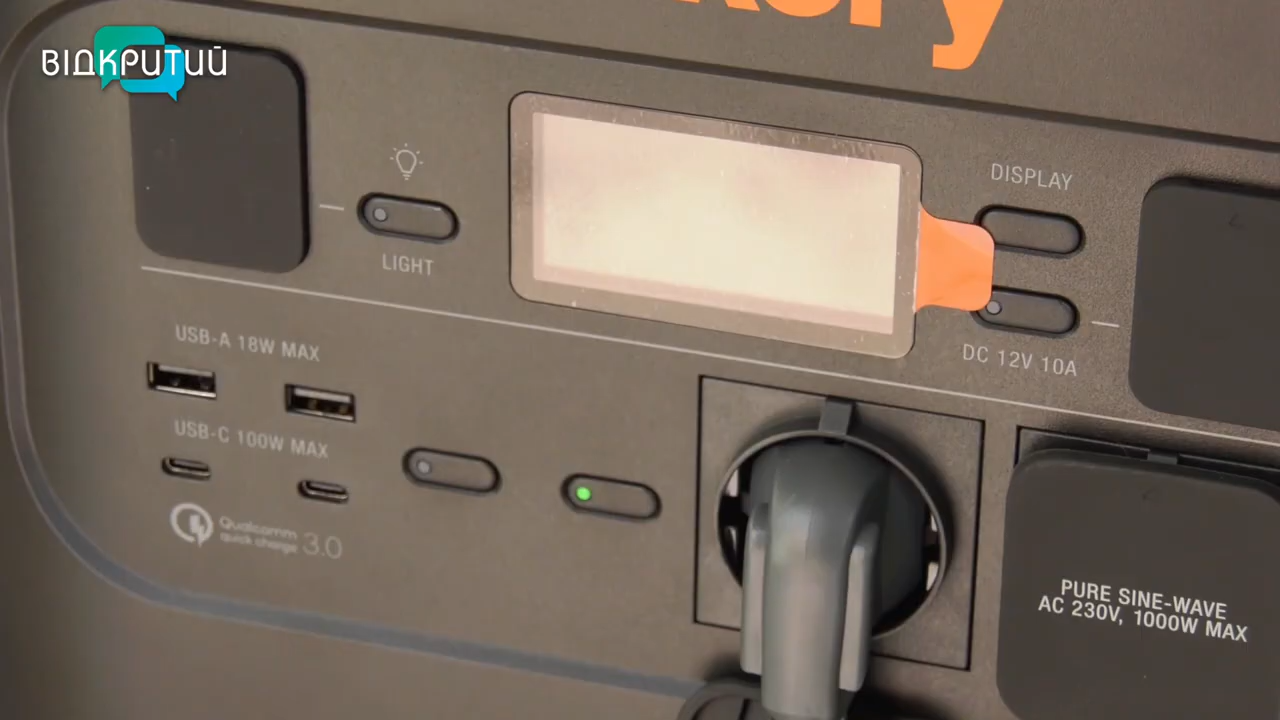 ВІДКРИТИЙ
DISPLAY
LIGHT
DC 12V 10A
USB-A 18W MAX
USB-C 100W MAX
Qualcomm
quick charge 3.0
PURE SINE-WAVE
AC 230V, 1000W MAX